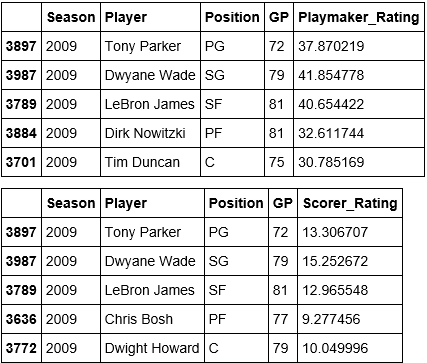 Season Player Position GP Playmaker_Rating
3897 2009 Tony Parker PG 72 37.870219
3987 2009 Dwyane Wade SG 79 41.854778
3789 2009 LeBron James SF 81 40.654422
3884 2009 Dirk Nowitzki PF 81 32.611744
3701 2009 Tim Duncan C 75 30.785169
Season Player Position GP Scorer_Rating
3897 2009 Tony Parker PG 72 13.306707
3987 2009 Dwyane Wade SG 79 15.252672
3789 2009 LeBron James SF 81 12.965548
3636 2009 Chris Bosh PF 77 9.277456
3772 2009 Dwight Howard C 79 10.049996